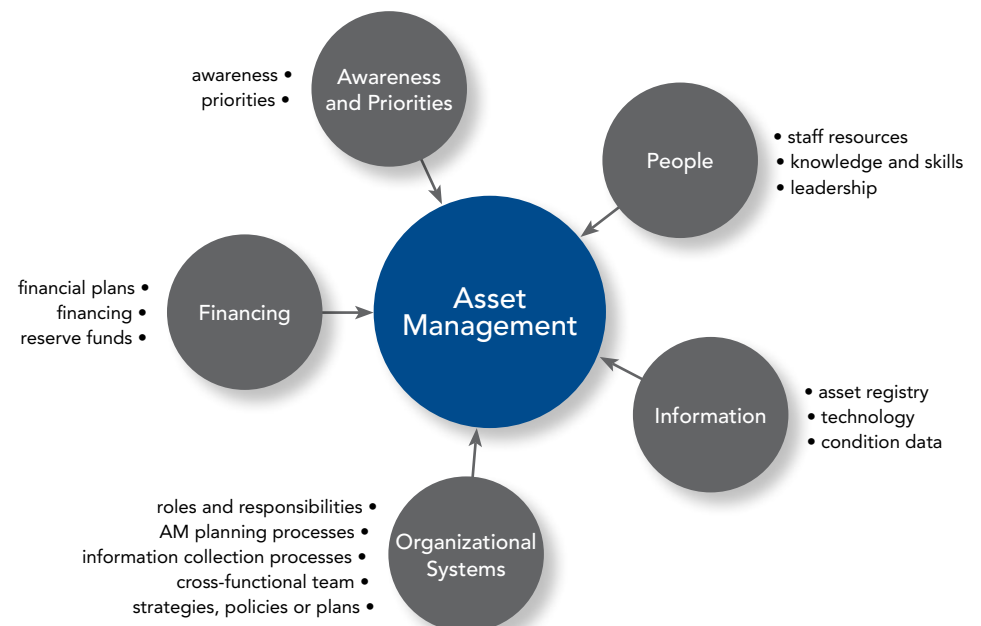 awareness •
priorities •
Awareness
and Priorities
People
• staff resources
• knowledge and skills
• leadership
financial plans •
financing •
reserve funds •
Financing
Asset
Management
Information
• asset registry
• technology
• condition data
roles and responsibilities •
AM planning processes •
information collection processes •
cross-functional team •
strategies, policies or plans •
Organizational
Systems